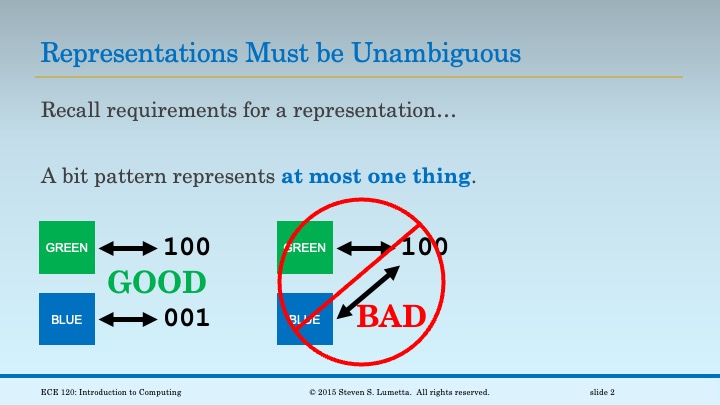 Representations Must be Unambiguous
Recall requirements for a representation…
A bit pattern represents at most one thing.
GREEN 100
GOOD
BLUE 001
GREEN 100
BLUE BAD
ECE 120: Introduction to Computing © 2015 Steven S. Lumetta. All rights reserved. slide 2